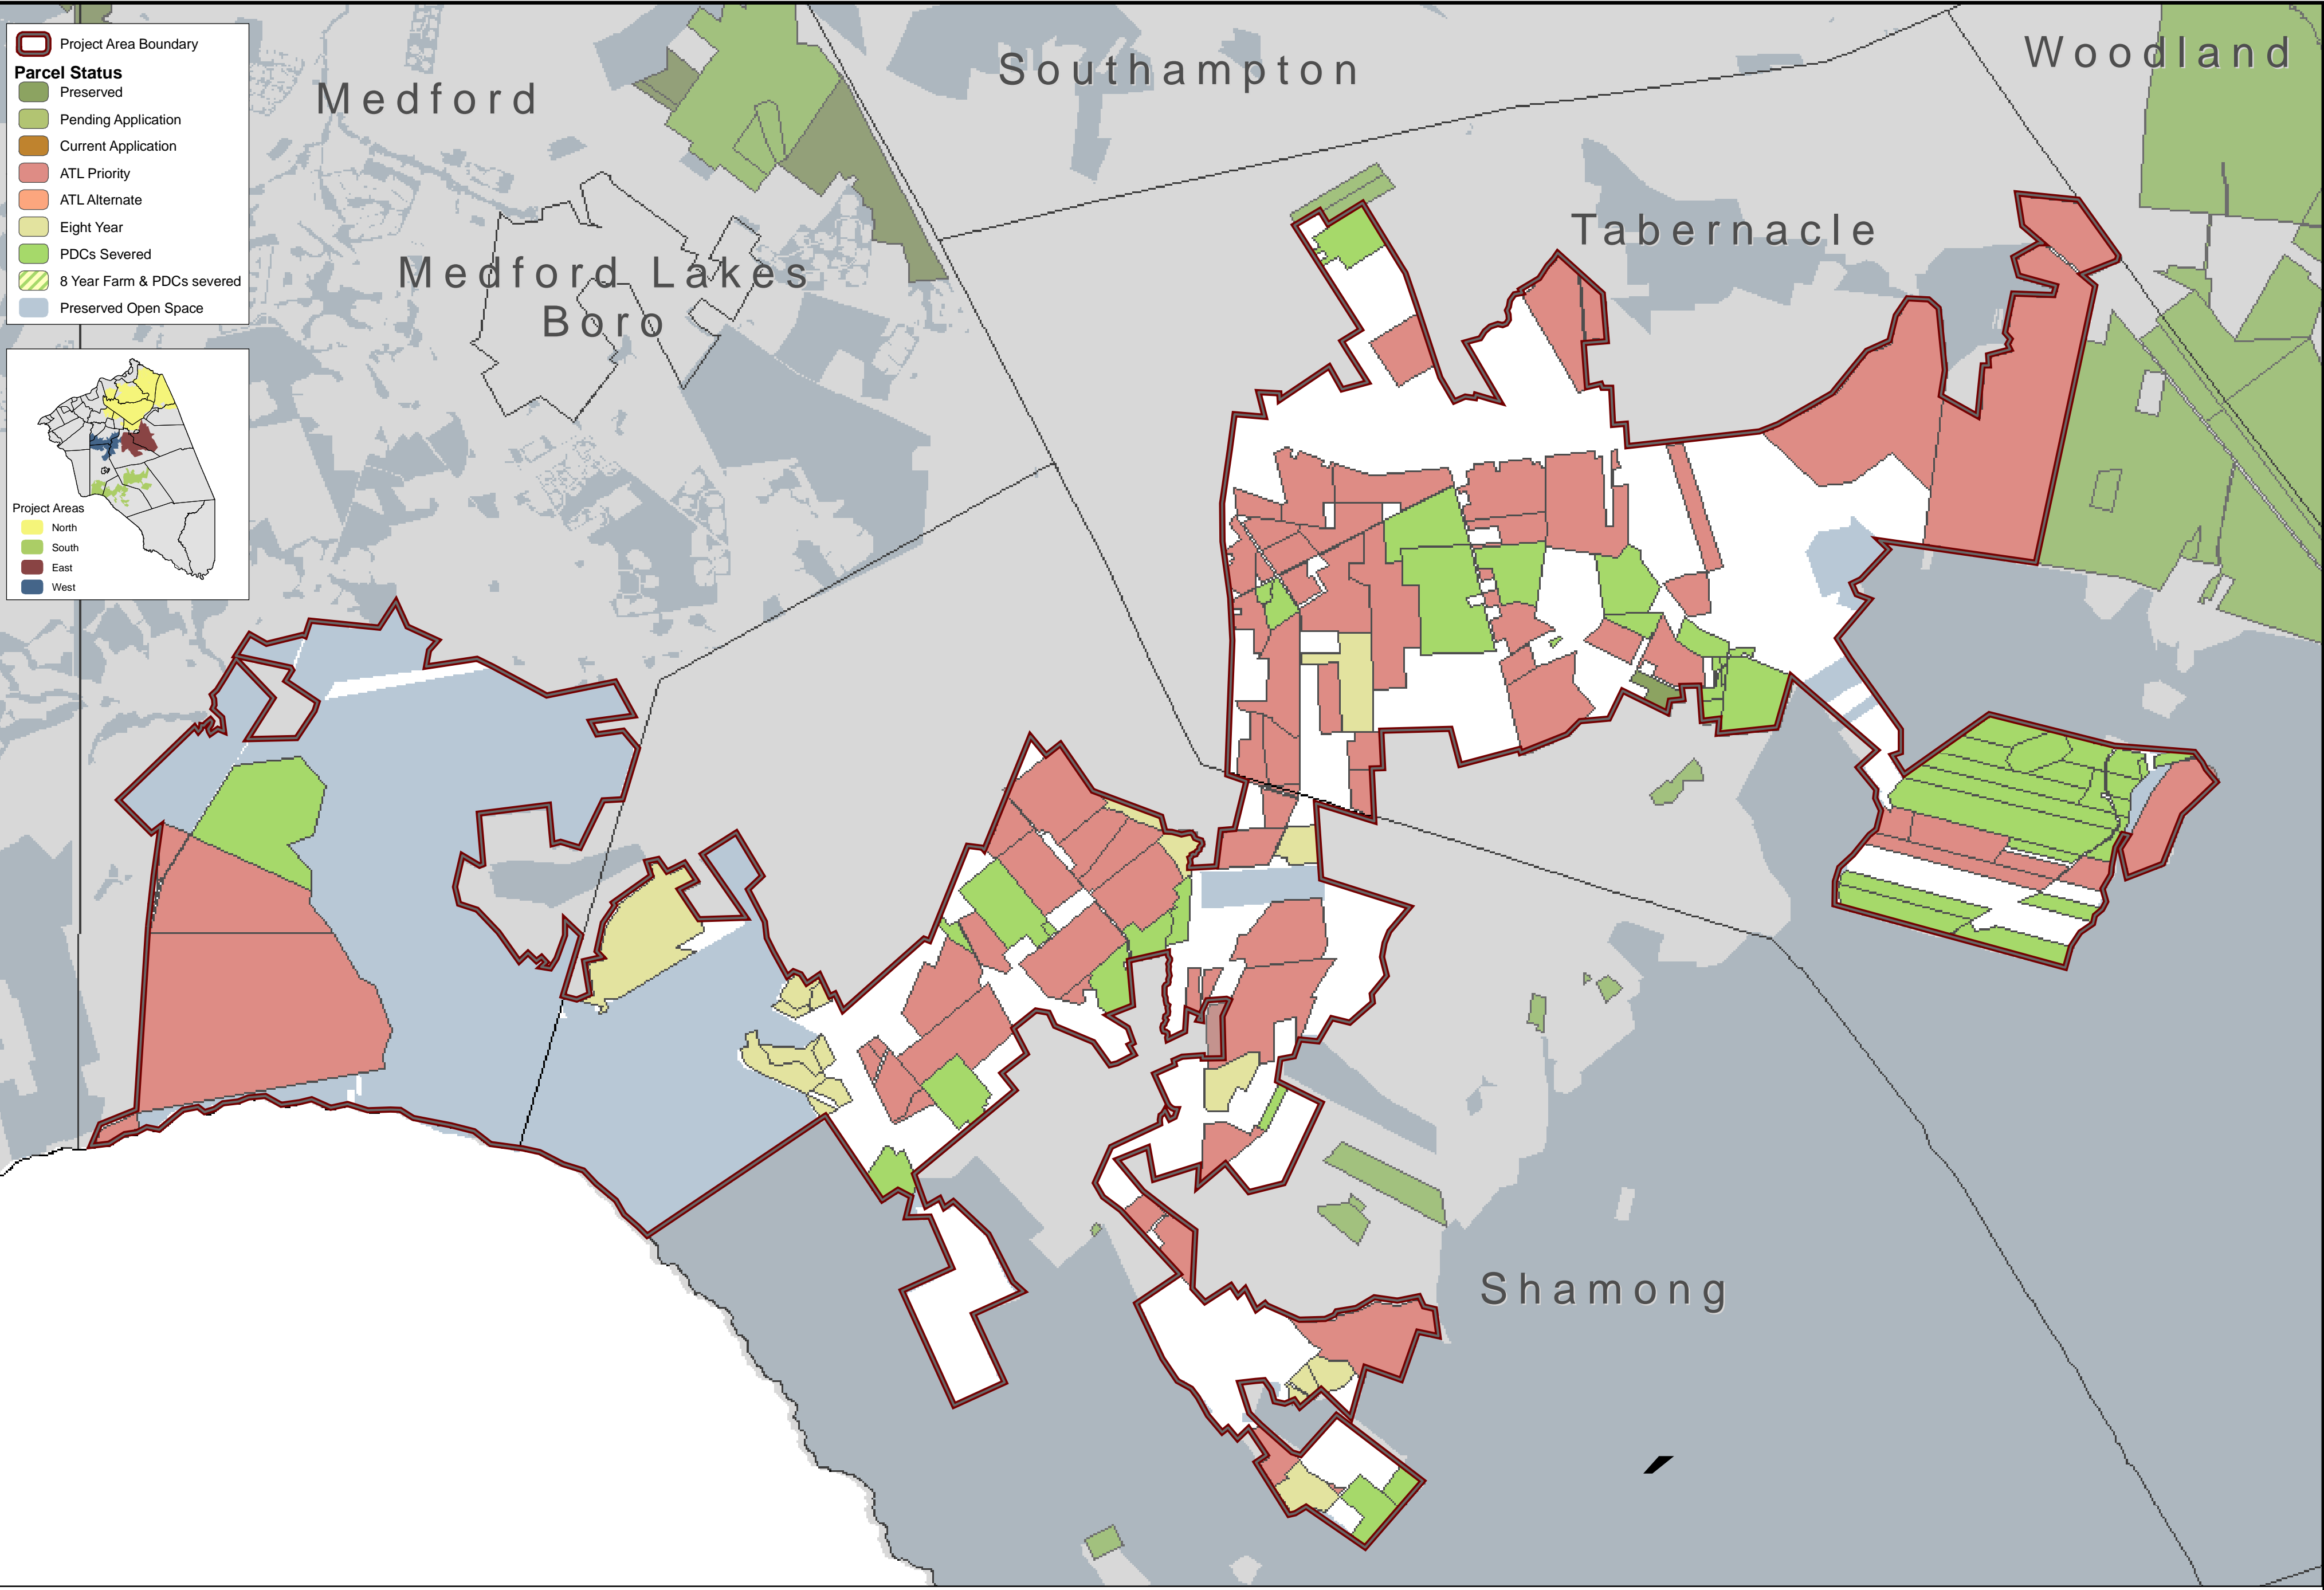 Project Area Boundary
Parcel Status
Preserved
Pending Application
Current Application
ATL Priority
ATL Alternate
Eight Year
PDCs Severed
8 Year Farm & PDCs severed
Preserved Open Space
Project Areas
North
South
East
West
Medford
Southampton
Woodland
Tabernacle
Medford Lakes
Boro
Shamong